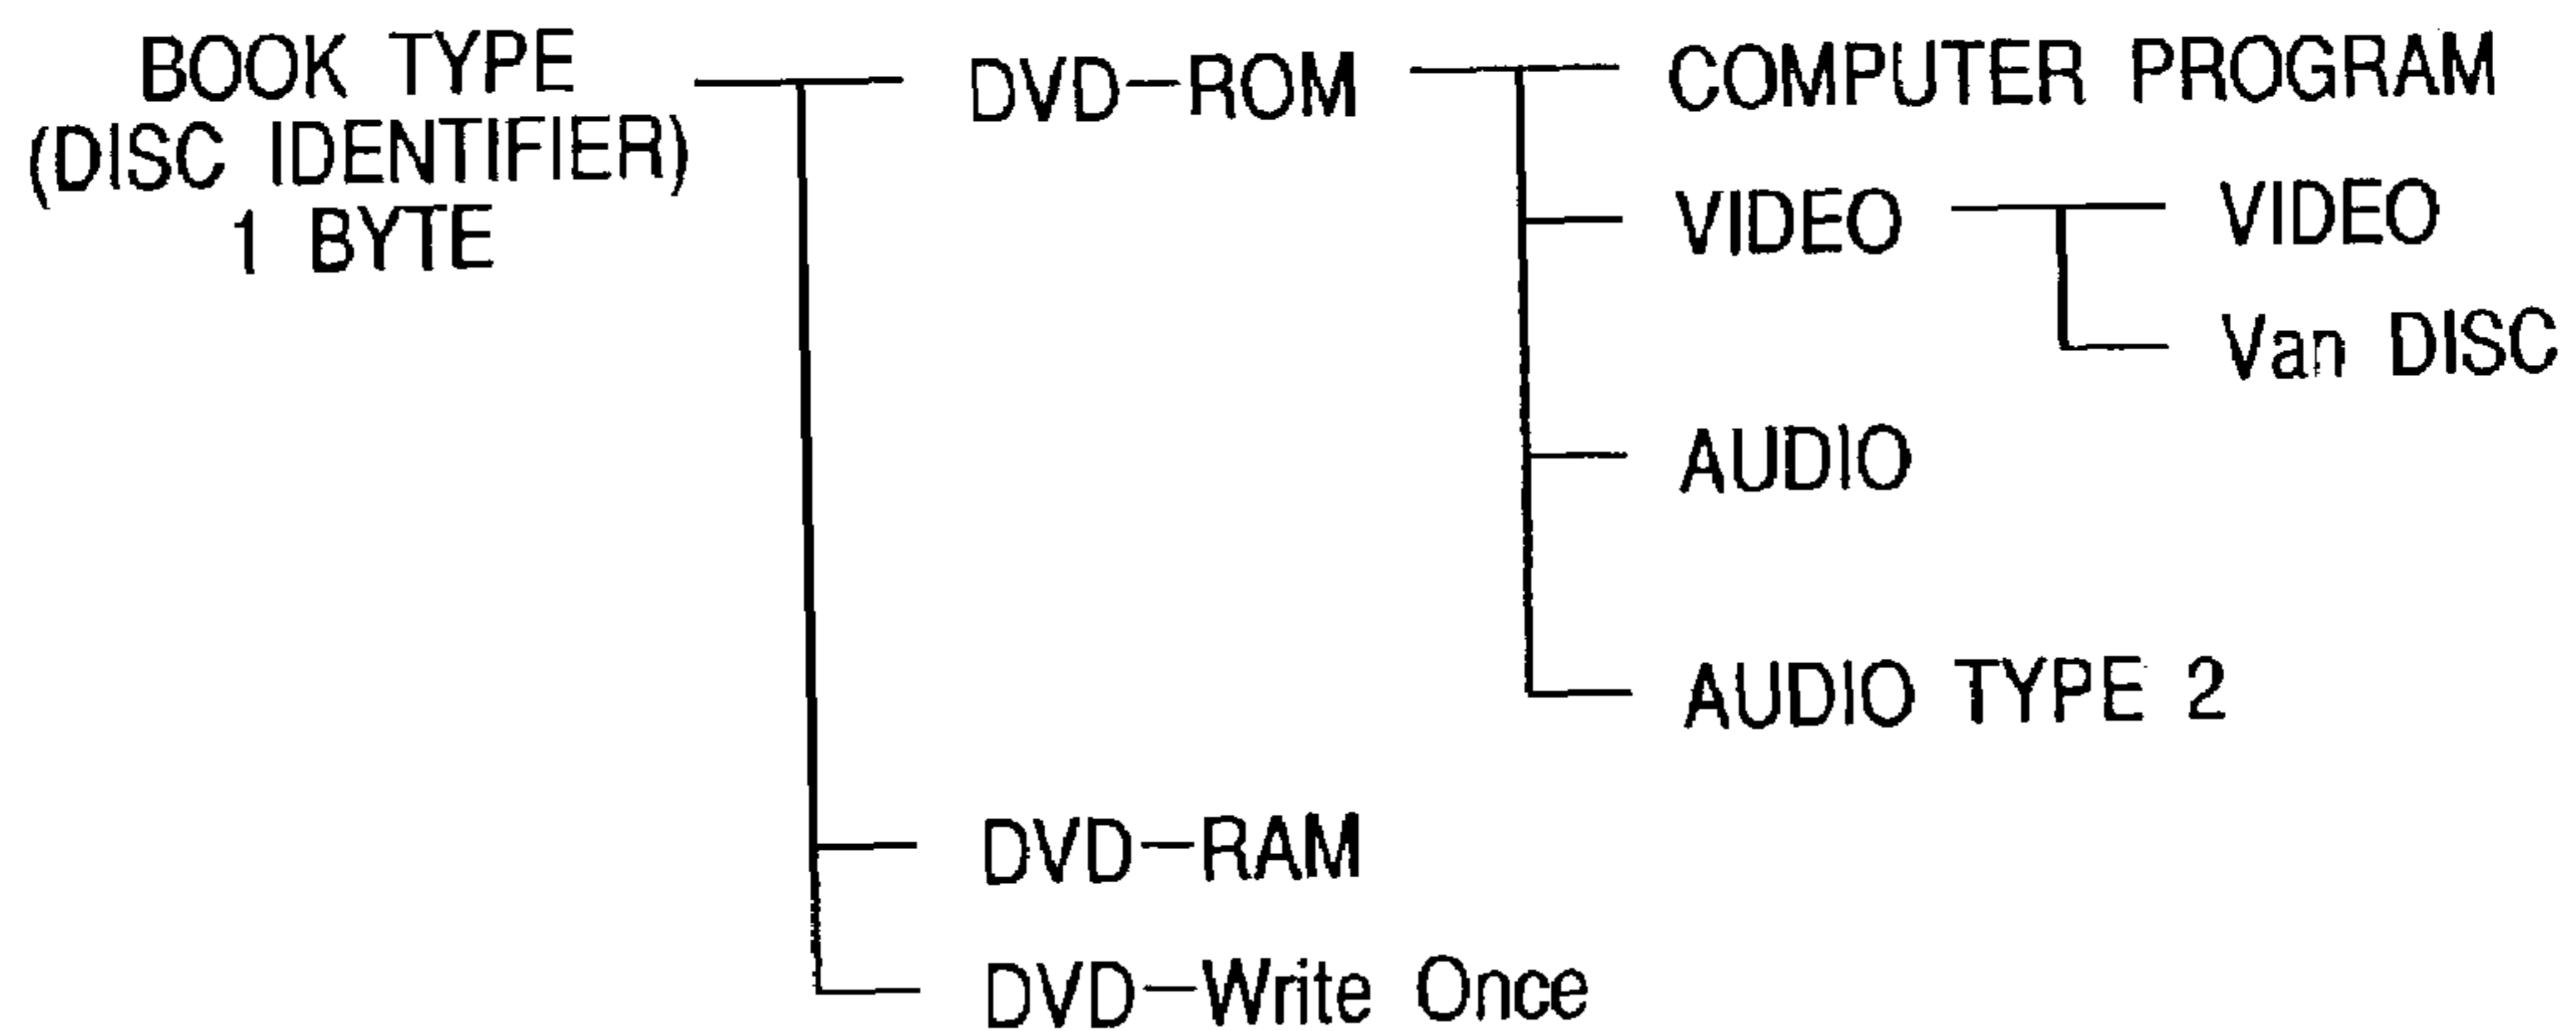 BOOK TYPE
(DISC IDENTIFIER)
1 BYTE
DVD-ROM
COMPUTER PROGRAM
VIDEO
VIDEO
Van DISC
AUDIO
AUDIO TYPE 2
DVD-RAM
DVD-Write Once